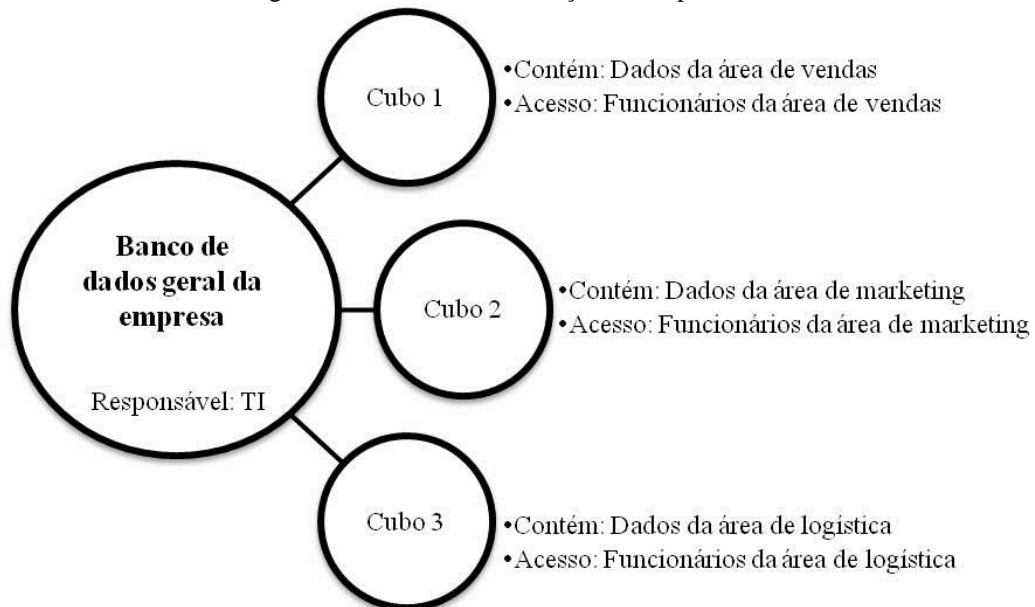 Cubo 1
•Contém: Dados da área de vendas
•Acesso: Funcionários da área de vendas
Banco de
dados geral da
empresa
Responsável: TI
Cubo 2
•Contém: Dados da área de marketing
•Acesso: Funcionários da área de marketing
Cubo 3
•Contém: Dados da área de logística
•Acesso: Funcionários da área de logística